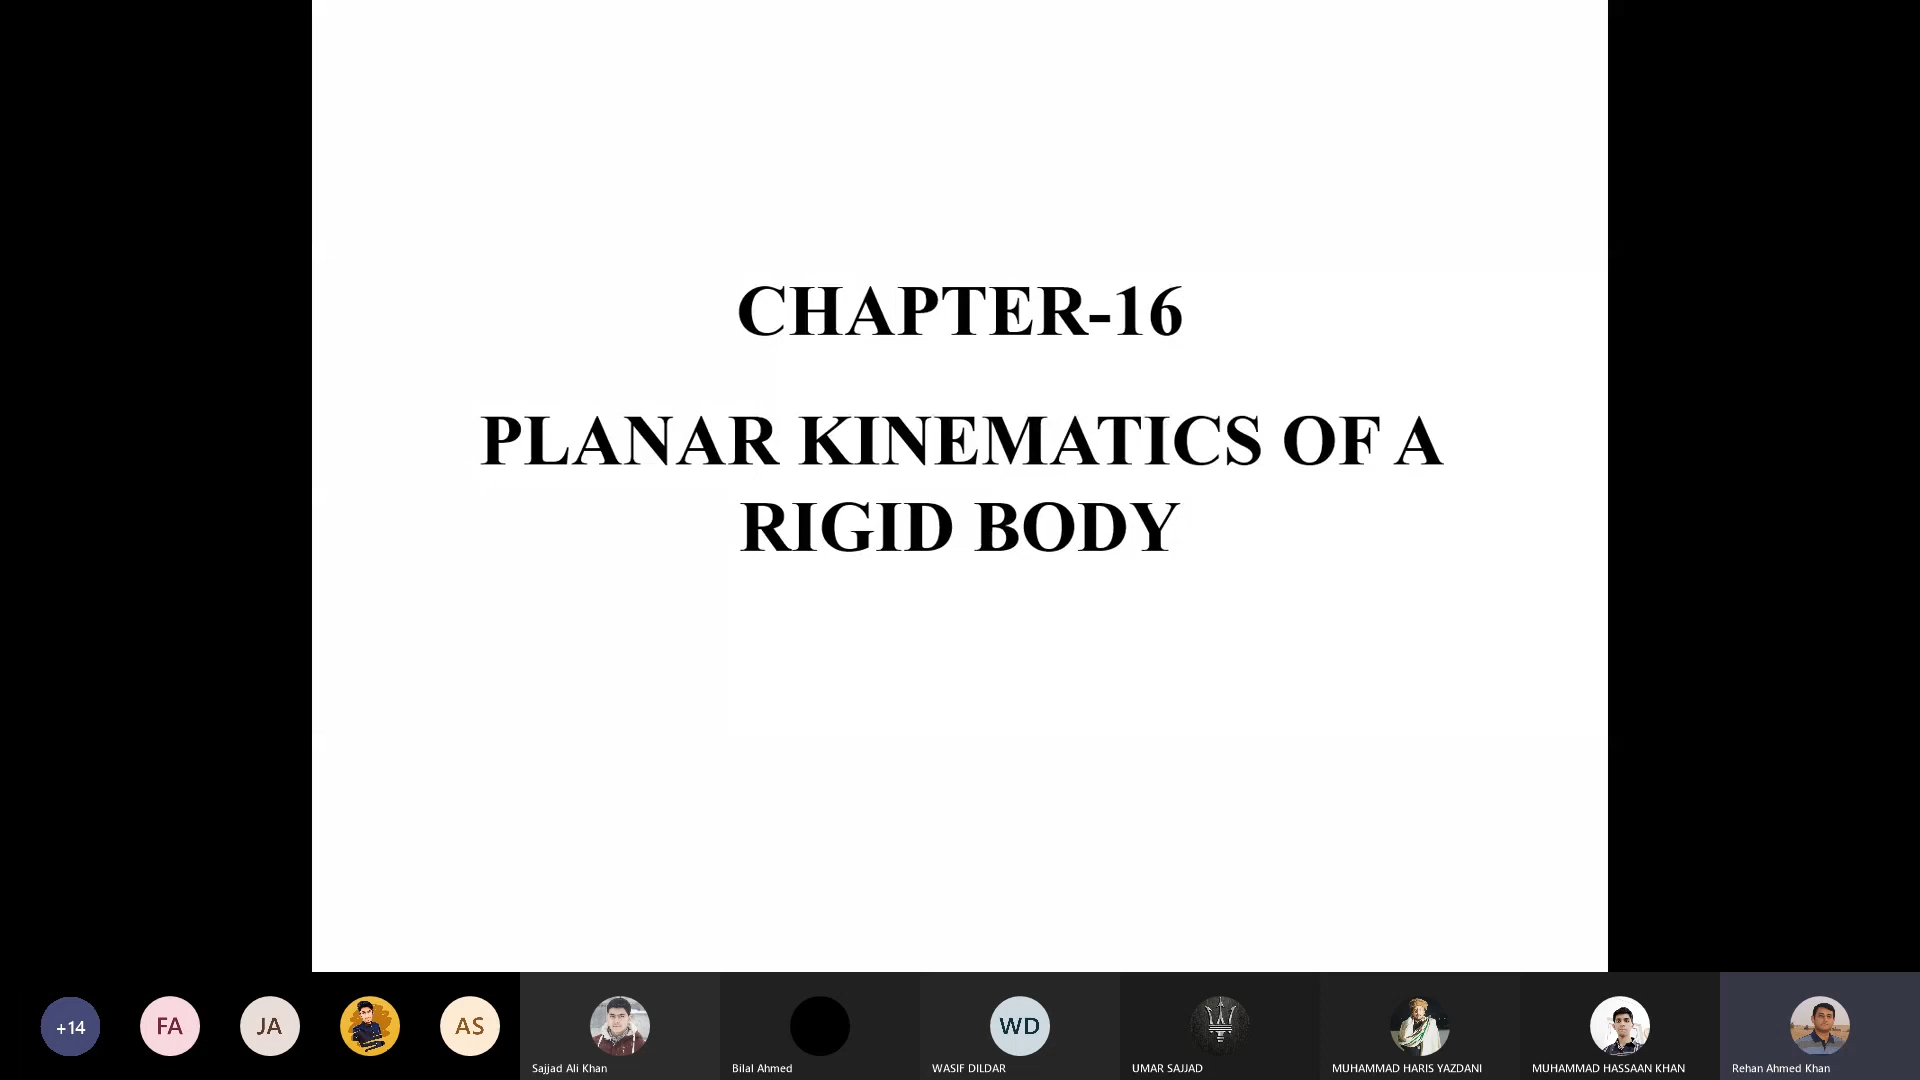 CHAPTER-16
PLANAR KINEMATICS OF A
RIGID BODY
+14
FA
JA
AS
WD
Sajjad Ali Khan
Bilal Ahmed
WASIF DILDAR
UMAR SAJJAD
MUHAMMAD HARIS YAZDANI
MUHAMMAD HASSAAN KHAN
Rehan Ahmed Khan